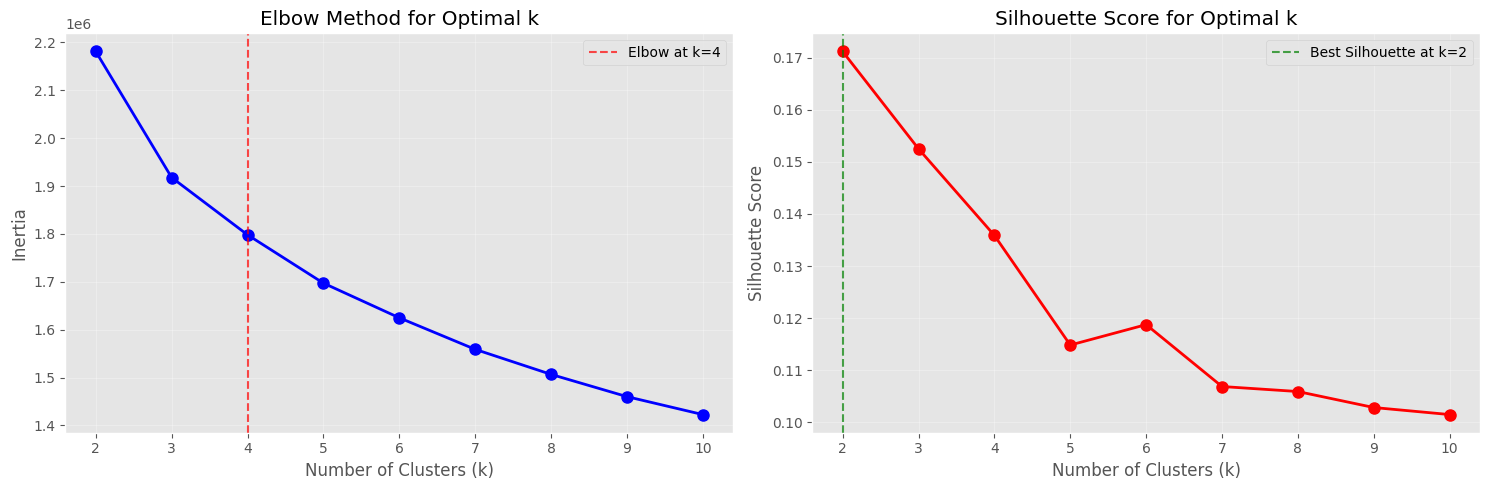 Elbow Method for Optimal k
1e6
Elbow at k=4
2.2
2.1
2.0
1.9
1.8
1.7
1.6
1.5
1.4
Inertia
2 3 4 5 6 7 8 9 10
Number of Clusters (k)
Silhouette Score for Optimal k
Best Silhouette at k=2
0.17
0.16
0.15
0.14
0.13
0.12
0.11
0.10
Silhouette Score
2 3 4 5 6 7 8 9 10
Number of Clusters (k)